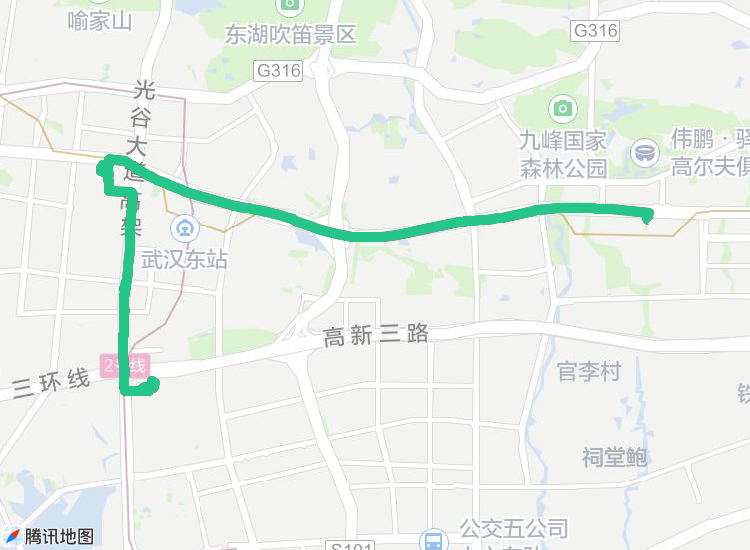 喻家山
东湖吹笛景区
G316
G316
光谷大道高架
九峰国家
森林公园
伟鹏·驿
高尔夫俱
武汉东站
高新三路
2号线
三环线
官李村
铁
祠堂鲍
公交五公司
S101
腾讯地图